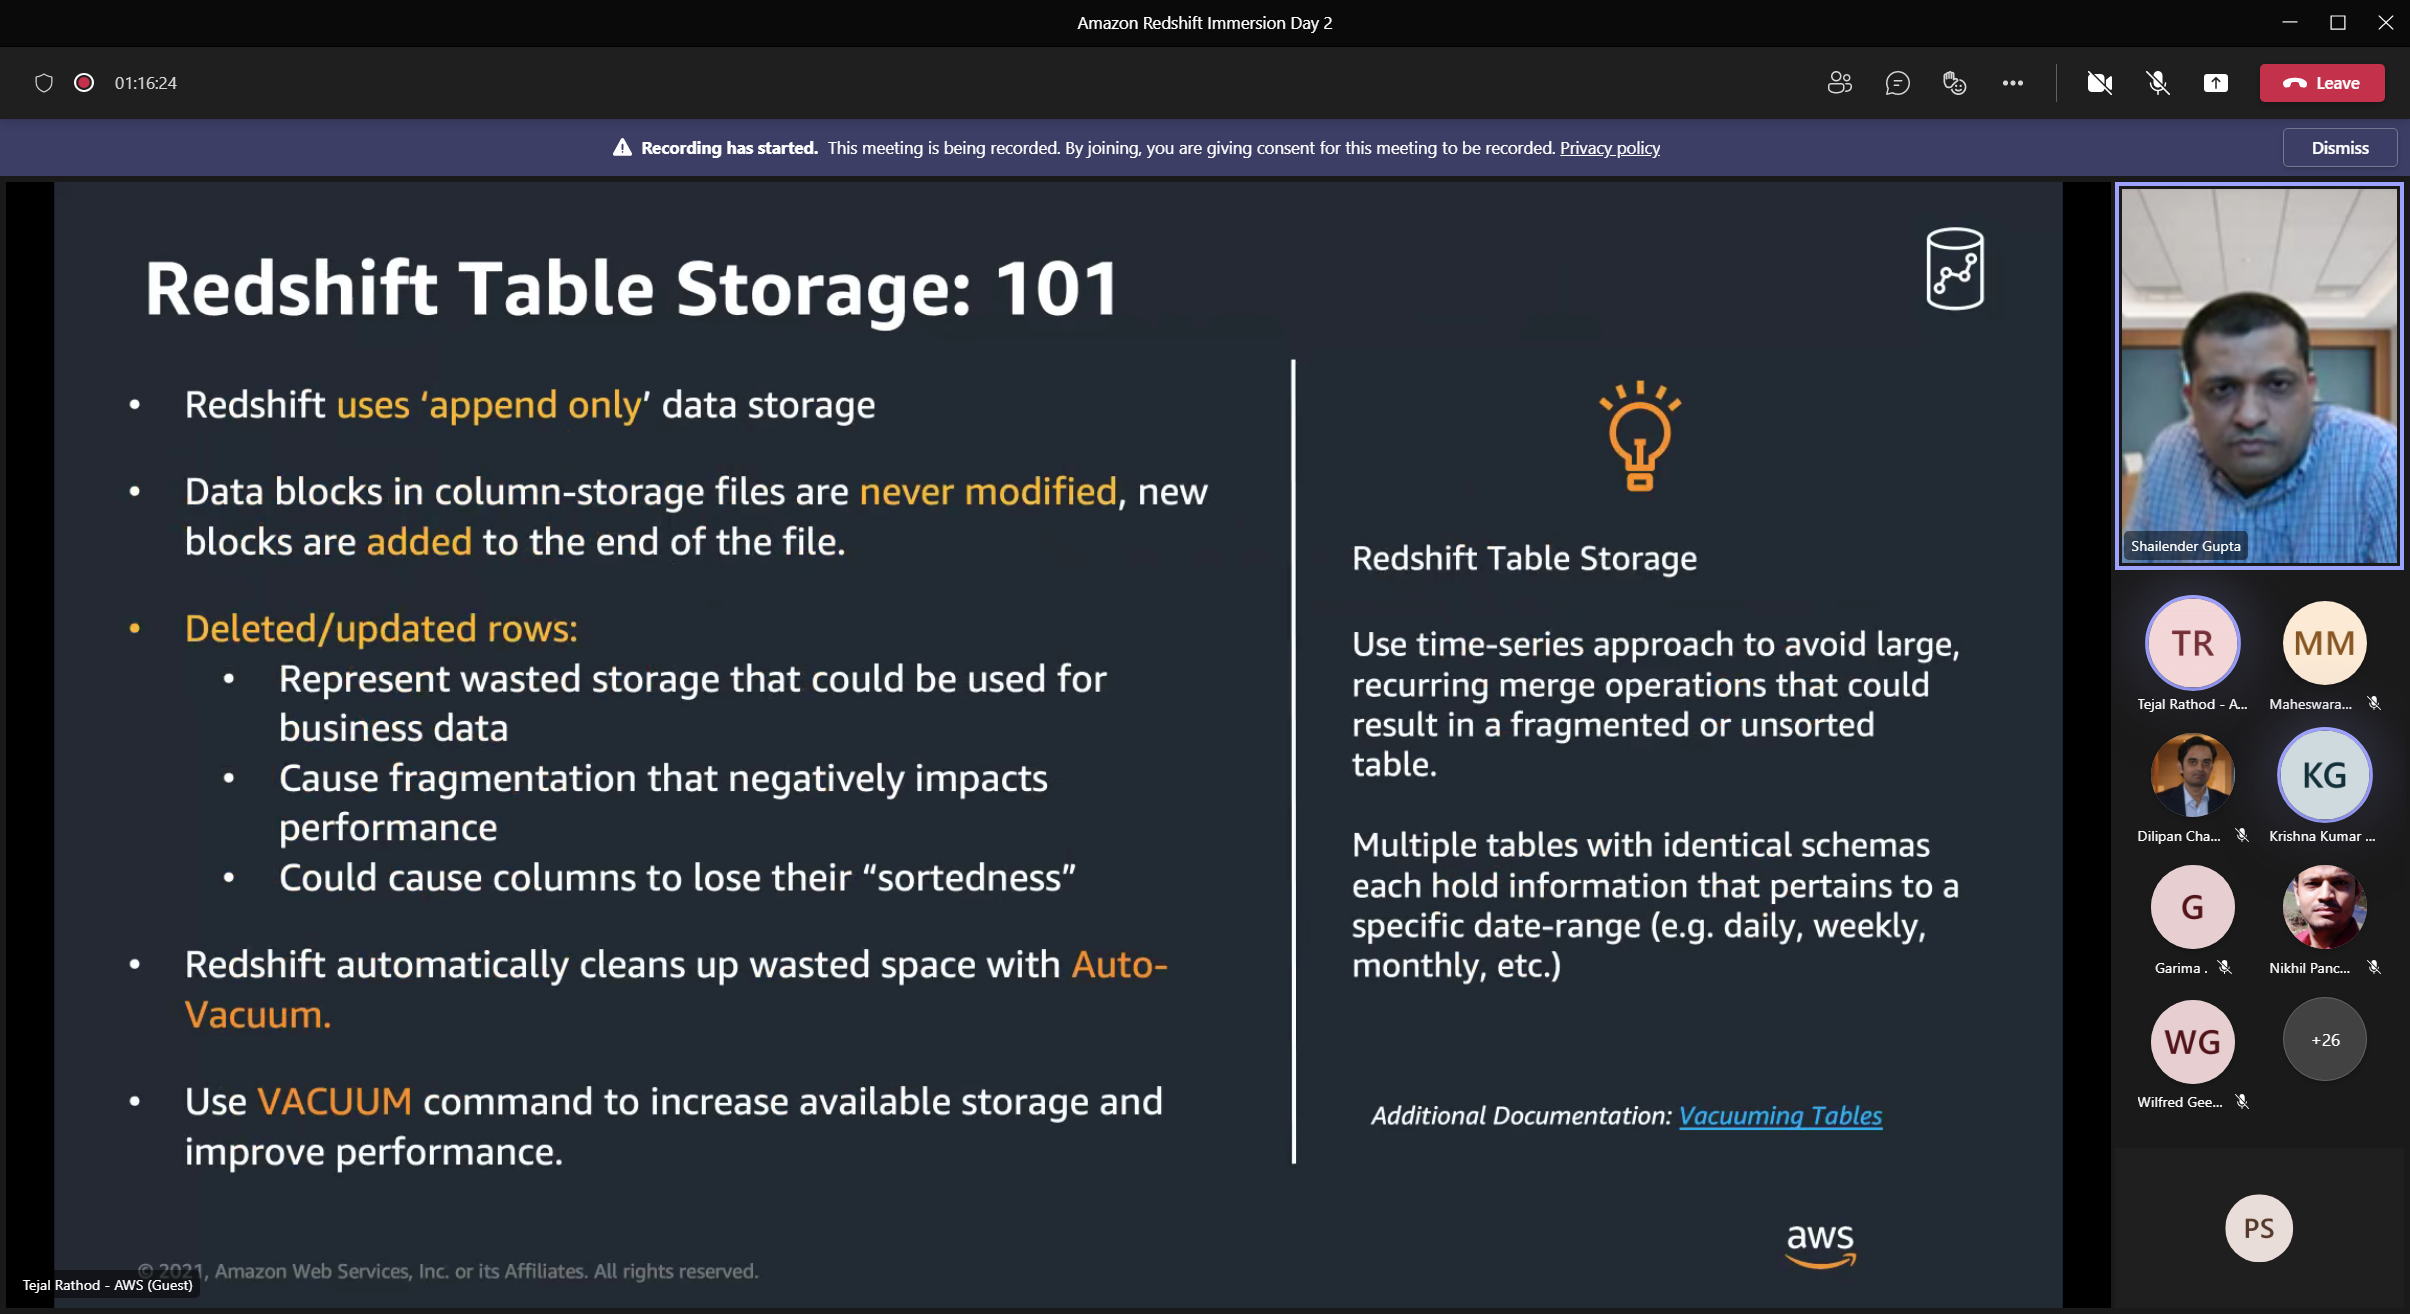 Amazon Redshift Immersion Day 2
01:16:24
Leave
Recording has started. This meeting is being recorded. By joining, you are giving consent for this meeting to be recorded. Privacy policy
Dismiss
Redshift Table Storage: 101
• Redshift uses ‘append only’ data storage
• Data blocks in column-storage files are never modified, new
blocks are added to the end of the file.
• Deleted/updated rows:
• Represent wasted storage that could be used for
business data
• Cause fragmentation that negatively impacts
performance
• Could cause columns to lose their “sortedness”
• Redshift automatically cleans up wasted space with Auto-
Vacuum.
• Use VACUUM command to increase available storage and
improve performance.
Redshift Table Storage
Use time-series approach to avoid large,
recurring merge operations that could
result in a fragmented or unsorted
table.
Multiple tables with identical schemas
each hold information that pertains to a
specific date-range (e.g. daily, weekly,
monthly, etc.)
Additional Documentation: Vacuuming Tables
aws
© 2021, Amazon Web Services, Inc. or its Affiliates. All rights reserved.
Tejal Rathod - AWS (Guest)
Shailender Gupta
TR
MM
Tejal Rathod - A...
Maheswara...
KG
Dilipan Cha...
Krishna Kumar ...
G
Garima .
Nikhil Panc...
WG
+26
Wilfred Gee...
PS